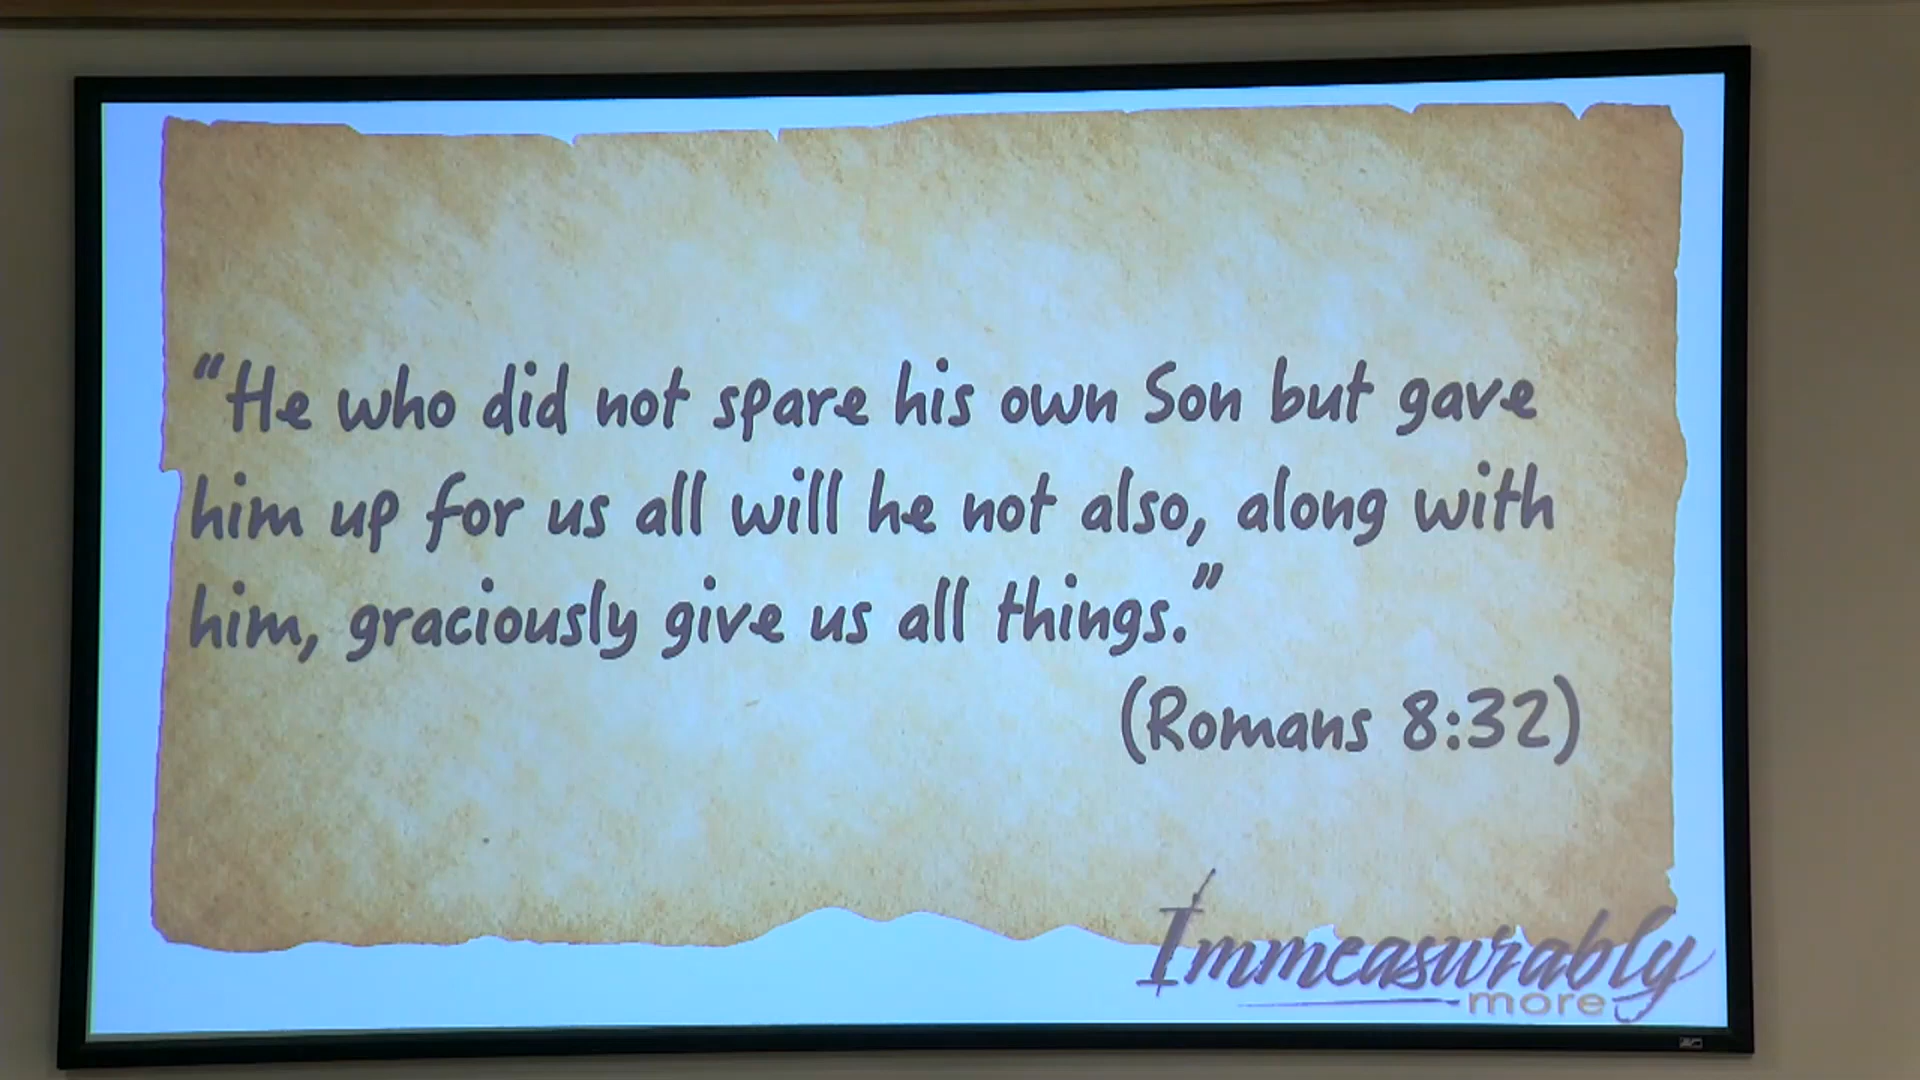 “He who did not spare his own Son but gave
him up for us all will he not also, along with
him, graciously give us all things.”
(Romans 8:32)
Immeasurably
more